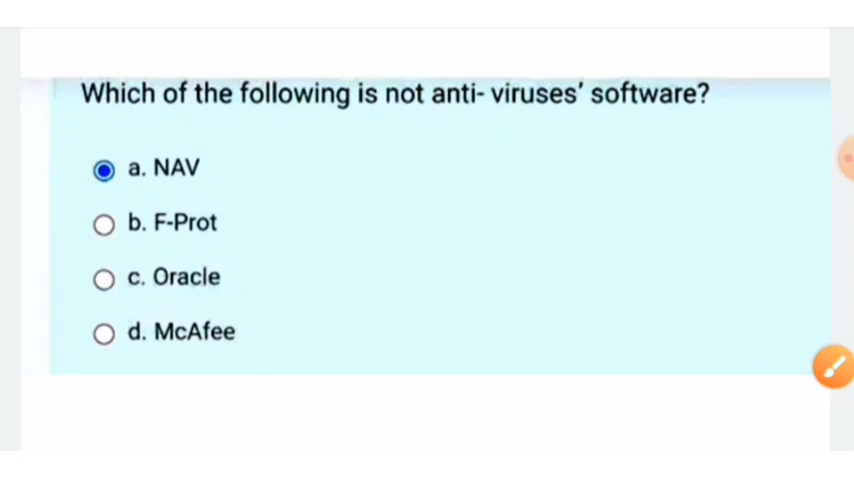 Which of the following is not anti- viruses’ software?
a. NAV
b. F-Prot
c. Oracle
d. McAfee